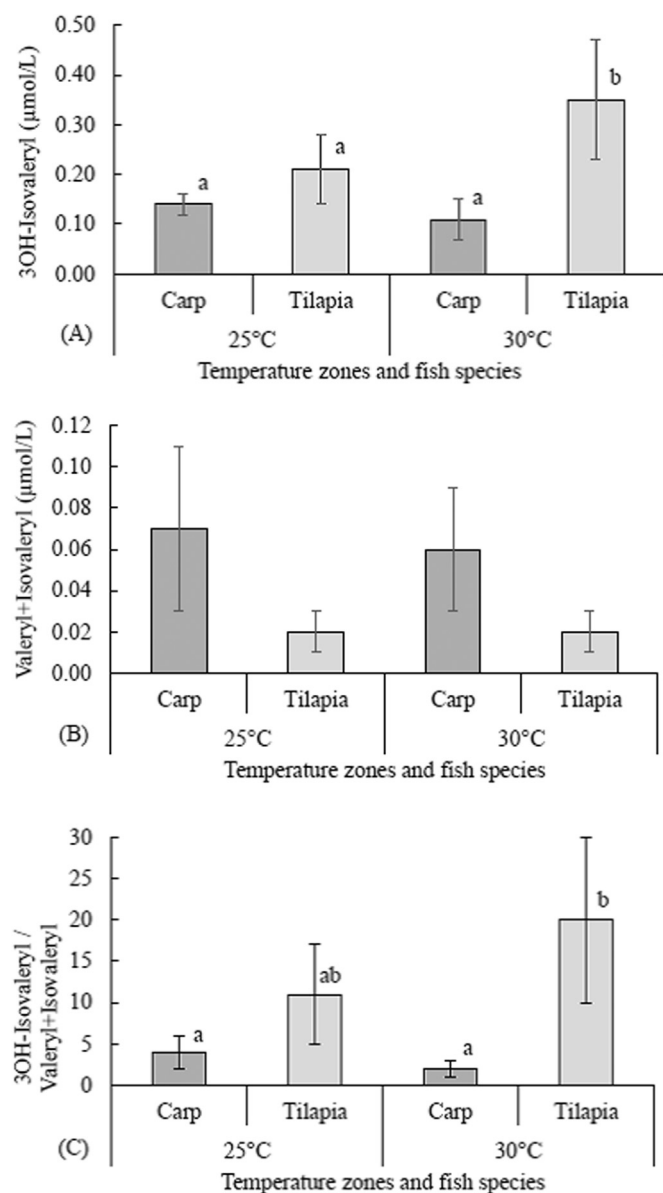 3OH-Isovaleryl (μmol/L)
0.50
0.40
0.30
0.20
0.10
0.00
a
a
a
b
Carp
Tilapia
Carp
Tilapia
(A)
25°C
30°C
Temperature zones and fish species
Valeryl+Isovaleryl (μmol/L)
0.12
0.10
0.08
0.06
0.04
0.02
0.00
Carp
Tilapia
Carp
Tilapia
(B)
25°C
30°C
Temperature zones and fish species
3OH-Isovaleryl /
Valeryl+Isovaleryl
30
25
20
15
10
5
0
a
ab
a
b
Carp
Tilapia
Carp
Tilapia
(C)
25°C
30°C
Temperature zones and fish species